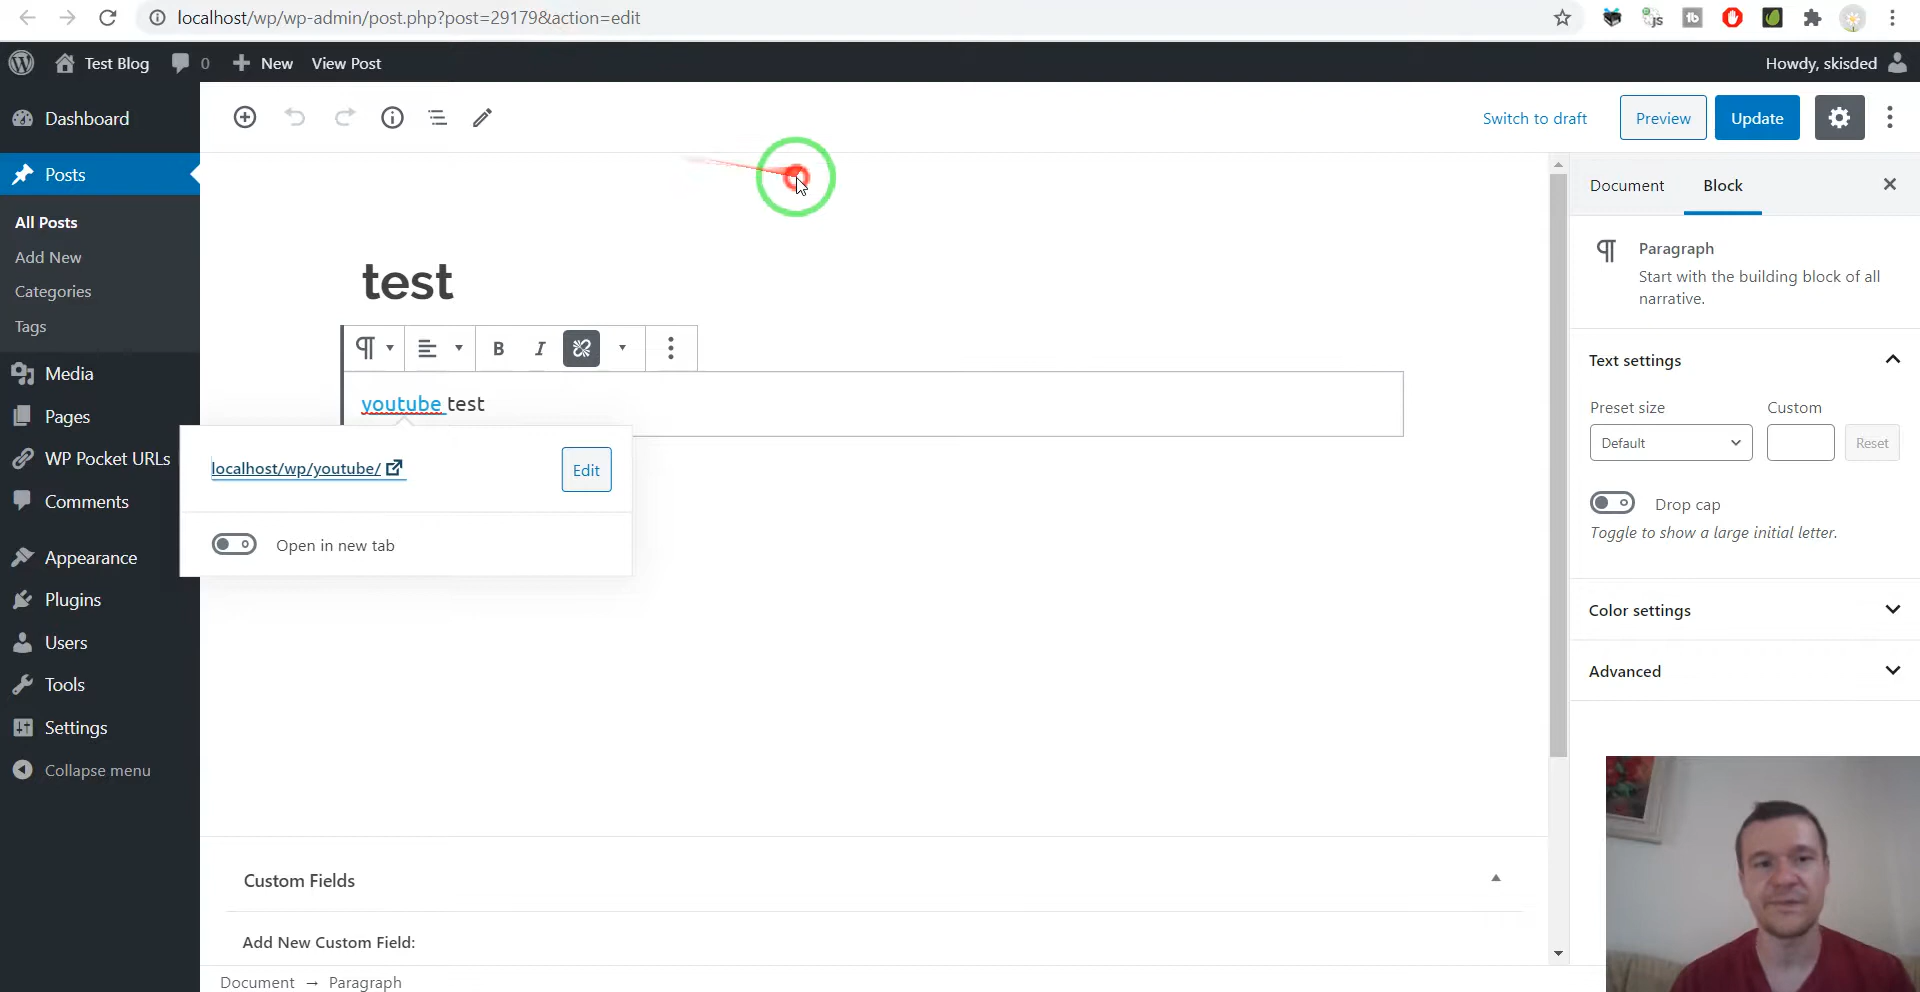 localhost/wp/wp-admin/post.php?post=29179&action=edit
Test Blog 0 New View Post Howdy, skisded
Dashboard
Posts
All Posts
Add New
Categories
Tags
Media
Pages
WP Pocket URLs
Comments
Appearance
Plugins
Users
Tools
Settings
Collapse menu
Switch to draft Preview Update
test
B I
youtube test
localhost/wp/youtube/ Edit
Open in new tab
Custom Fields
Add New Custom Field:
Document → Paragraph
Document Block
Paragraph
Start with the building block of all
narrative.
Text settings
Preset size Custom
Default Reset
Drop cap
Toggle to show a large initial letter.
Color settings
Advanced